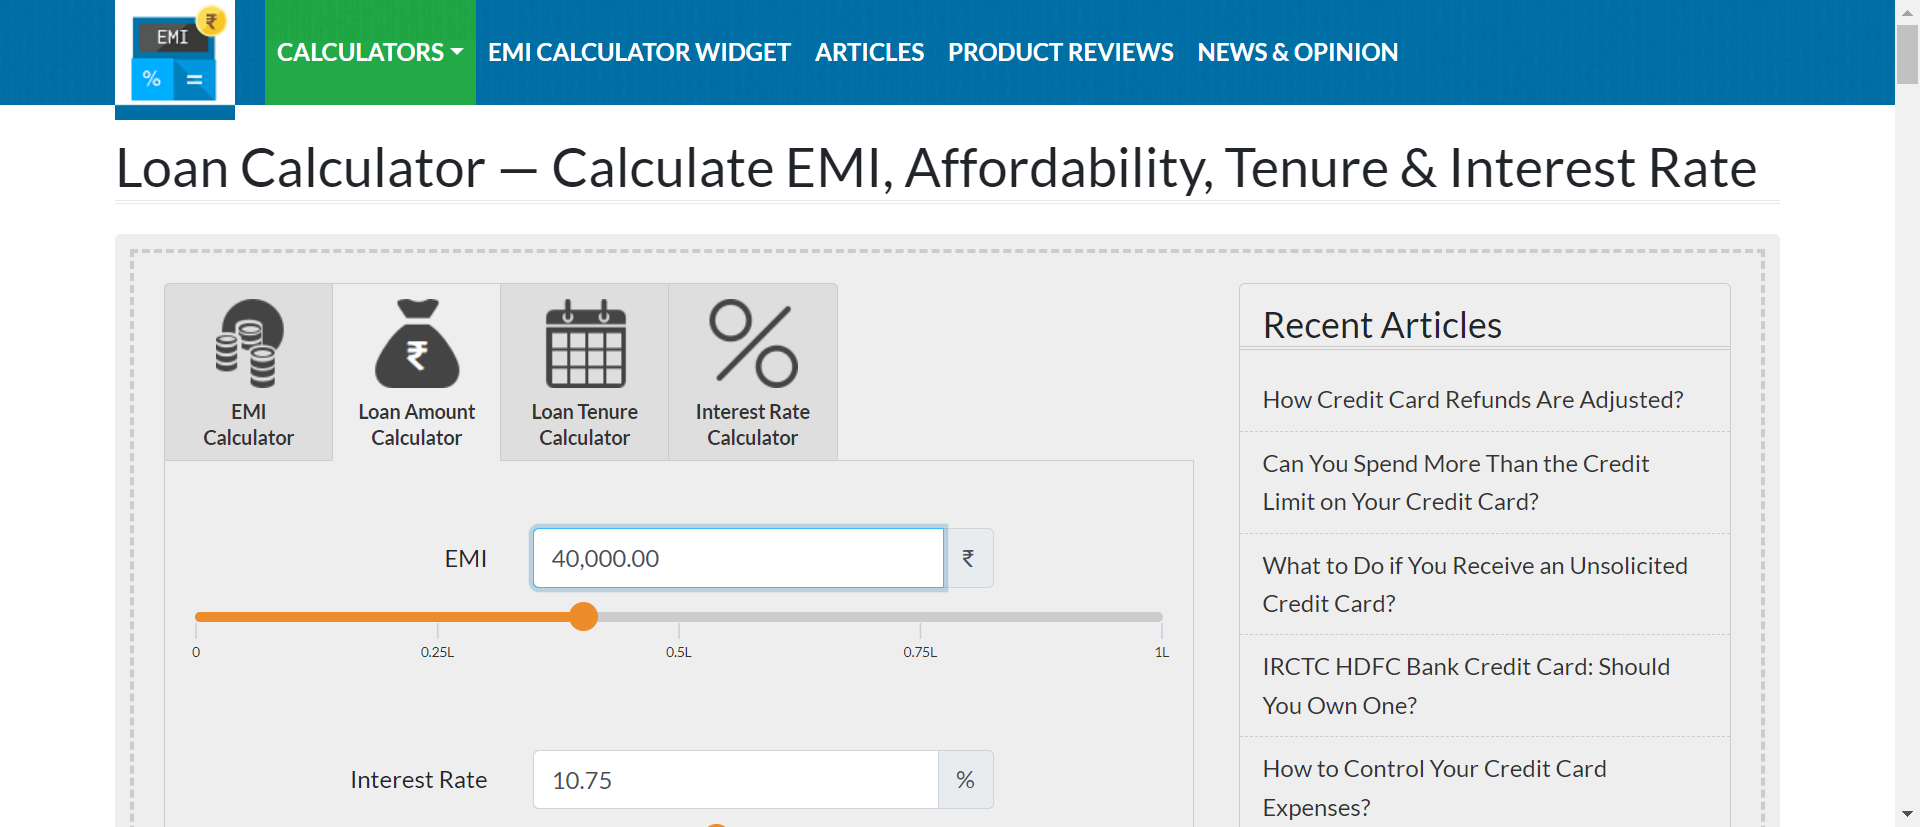 EMI
₹
%
=
CALCULATORS
EMI CALCULATOR WIDGET
ARTICLES
PRODUCT REVIEWS
NEWS & OPINION
Loan Calculator — Calculate EMI, Affordability, Tenure & Interest Rate
EMI
Calculator
₹
Loan Amount
Calculator
Loan Tenure
Calculator
Interest Rate
Calculator
EMI
40,000.00
₹
0
0.25L
0.5L
0.75L
1L
Interest Rate
10.75
%
Recent Articles
How Credit Card Refunds Are Adjusted?
Can You Spend More Than the Credit
Limit on Your Credit Card?
What to Do if You Receive an Unsolicited
Credit Card?
IRCTC HDFC Bank Credit Card: Should
You Own One?
How to Control Your Credit Card
Expenses?